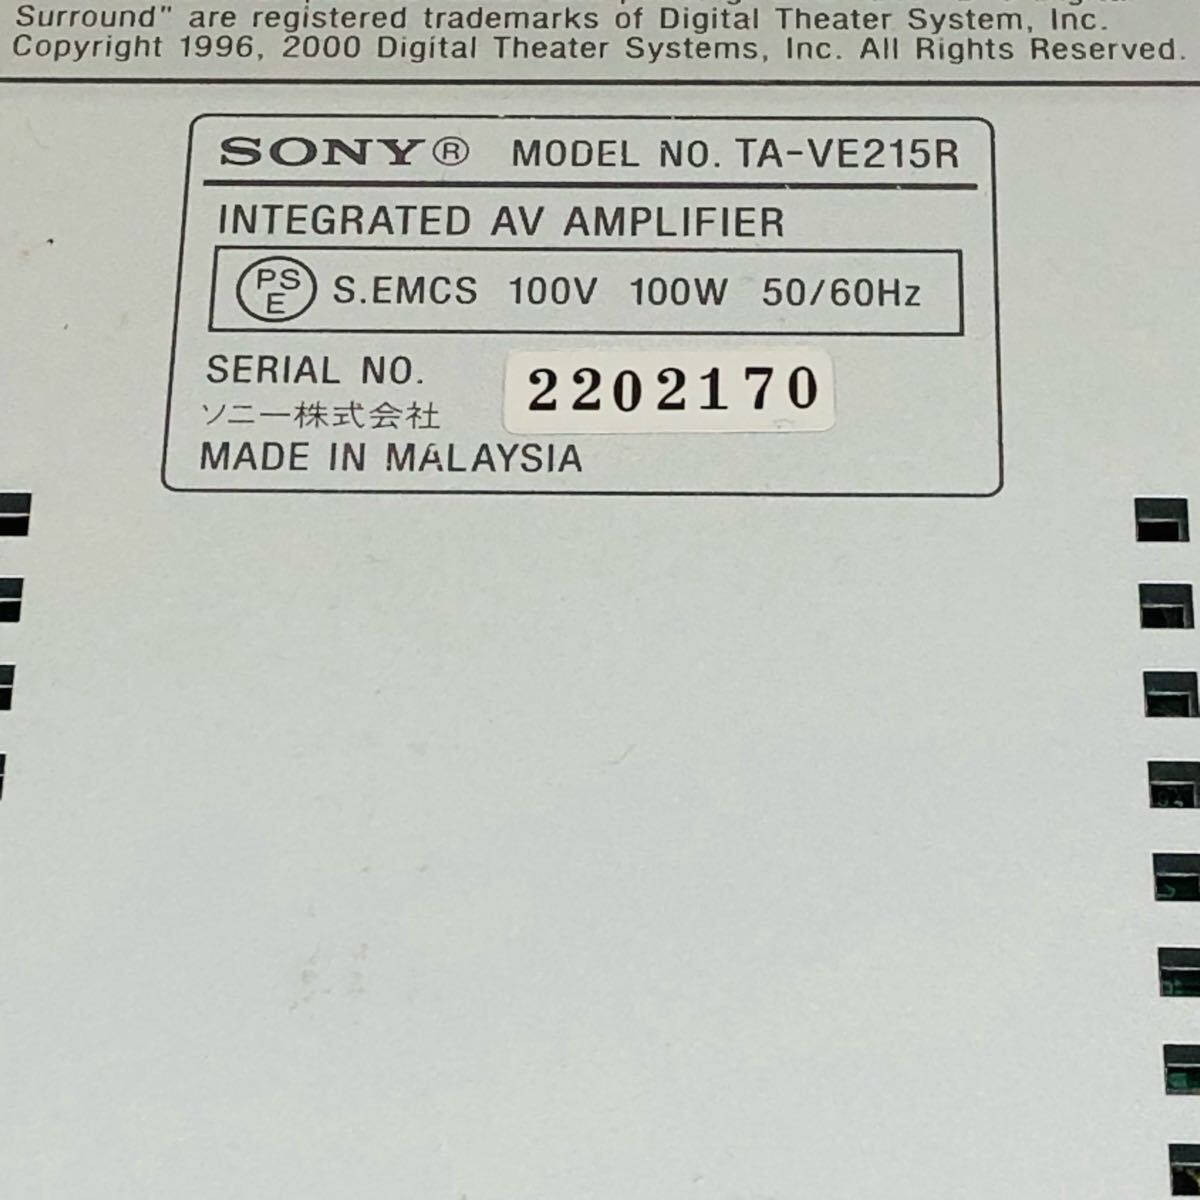 Surround" are registered trademarks of Digital Theater System, Inc.
Copyright 1996, 2000 Digital Theater Systems, Inc. All Rights Reserved.
SONY® MODEL NO. TA-VE215R
INTEGRATED AV AMPLIFIER
PSE S.EMCS 100V 100W 50/60Hz
SERIAL NO. 2202170
ソニー株式会社
MADE IN MALAYSIA